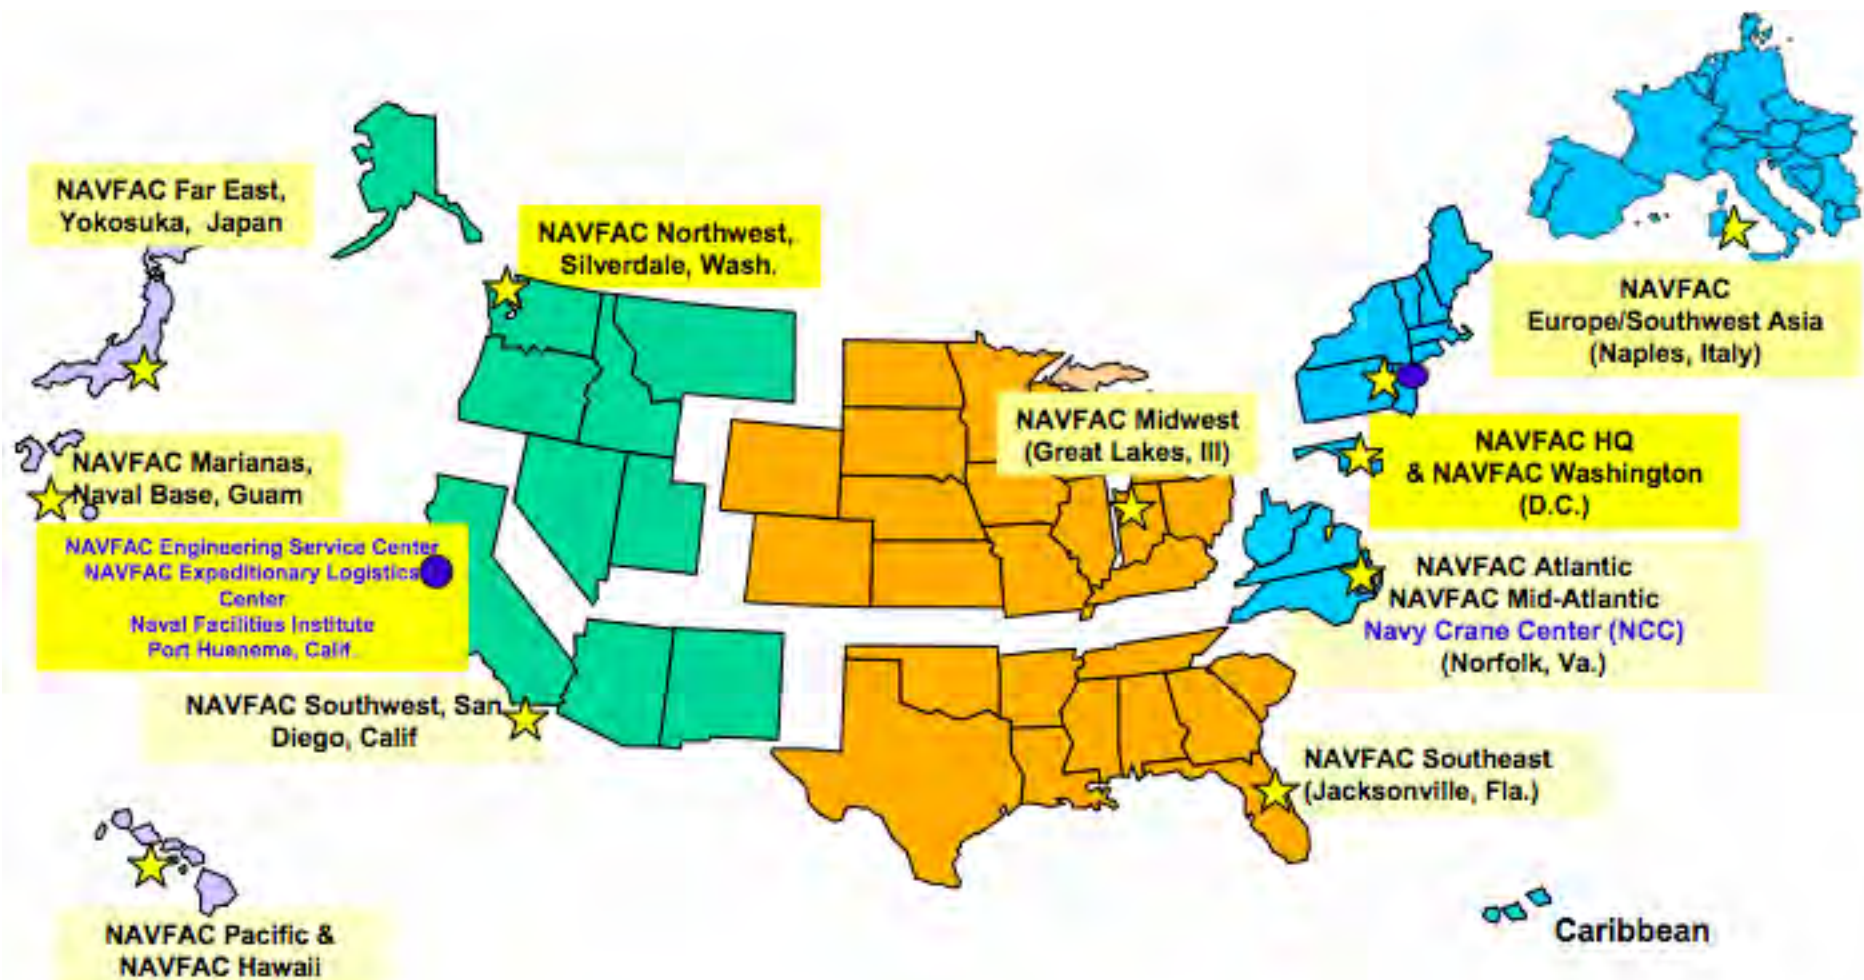 NAVFAC Far East,
Yokosuka, Japan
NAVFAC Northwest,
Silverdale, Wash.
NAVFAC
Europe/Southwest Asia
(Naples, Italy)
NAVFAC Midwest
(Great Lakes, Ill)
NAVFAC HQ
& NAVFAC Washington
(D.C.)
NAVFAC Marianas,
Naval Base, Guam
NAVFAC Engineering Service Center
NAVFAC Expeditionary Logistics
Center
Naval Facilities Institute
Port Hueneme, Calif.
NAVFAC Atlantic
NAVFAC Mid-Atlantic
Navy Crane Center (NCC)
(Norfolk, Va.)
NAVFAC Southwest, San
Diego, Calif
NAVFAC Southeast
(Jacksonville, Fla.)
NAVFAC Pacific &
NAVFAC Hawaii
Caribbean